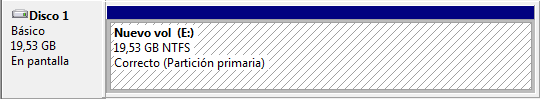 Disco 1
Básico
19,53 GB
En pantalla
Nuevo vol (E:)
19,53 GB NTFS
Correcto (Partición primaria)